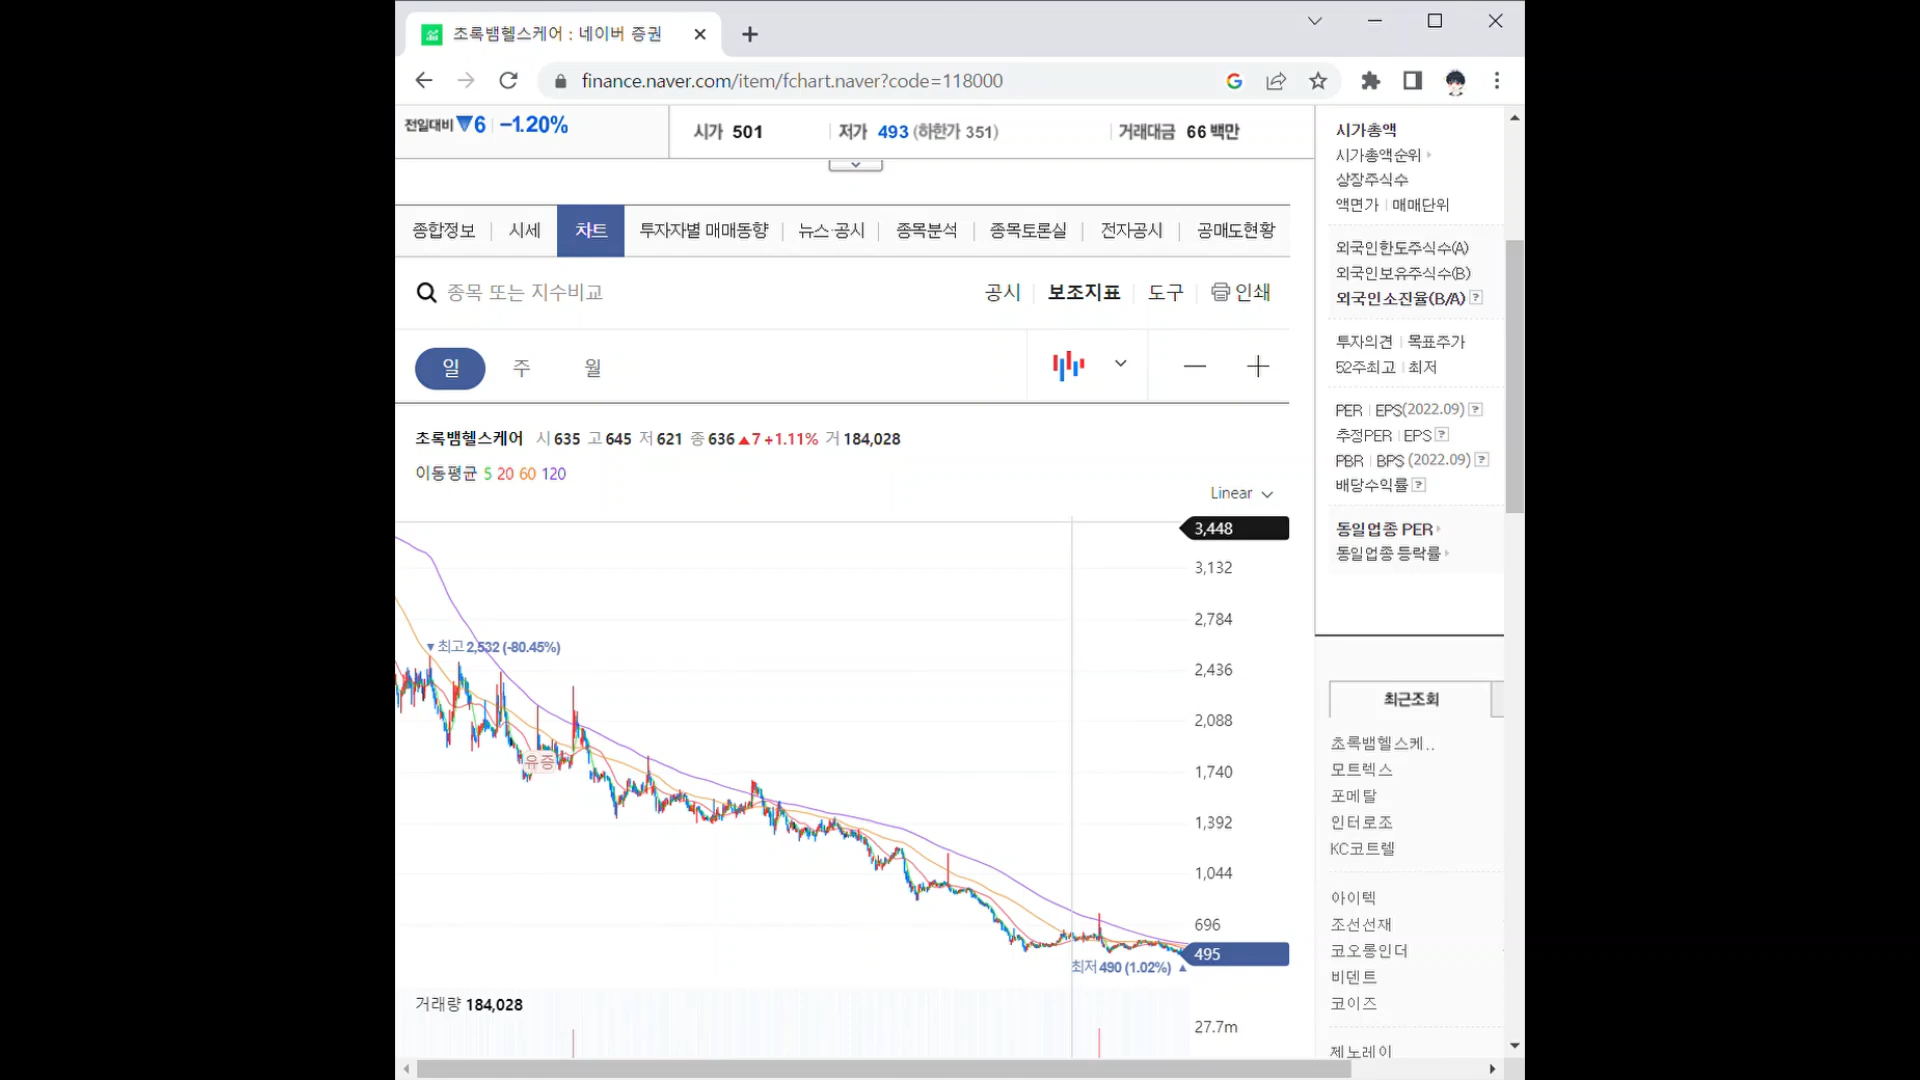 초록뱀헬스케어 : 네이버 증권
finance.naver.com/item/fchart.naver?code=118000
전일대비 ▼6 | −1.20%
시가 501 | 저가 493 (하한가 351) | 거래대금 66 백만
종합정보 | 시세 차트 투자자별 매매동향 | 뉴스·공시 | 종목분석 | 종목토론실 | 전자공시 | 공매도현황
종목 또는 지수비교
공시 보조지표 도구 인쇄
일 주 월
초록뱀헬스케어 시 635 고 645 저 621 종 636 ▲7 +1.11% 거 184,028
이동평균 5 20 60 120
Linear
3,448
3,132
2,784
2,436
2,088
1,740
1,392
1,044
696
495
▼최고 2,532 (-80.45%)
유증
최저 490 (1.02%) ▲
거래량 184,028
27.7m
시가총액
시가총액순위
상장주식수
액면가 | 매매단위
외국인한도주식수(A)
외국인보유주식수(B)
외국인소진율(B/A) ?
투자의견 | 목표주가
52주최고 | 최저
PER | EPS(2022.09) ?
추정PER | EPS ?
PBR | BPS (2022.09) ?
배당수익률 ?
동일업종 PER
동일업종 등락률
최근조회
초록뱀헬스케..
모트렉스
포메탈
인터로조
KC코트렐
아이텍
조선선재
코오롱인더
비덴트
코이즈
제노레이